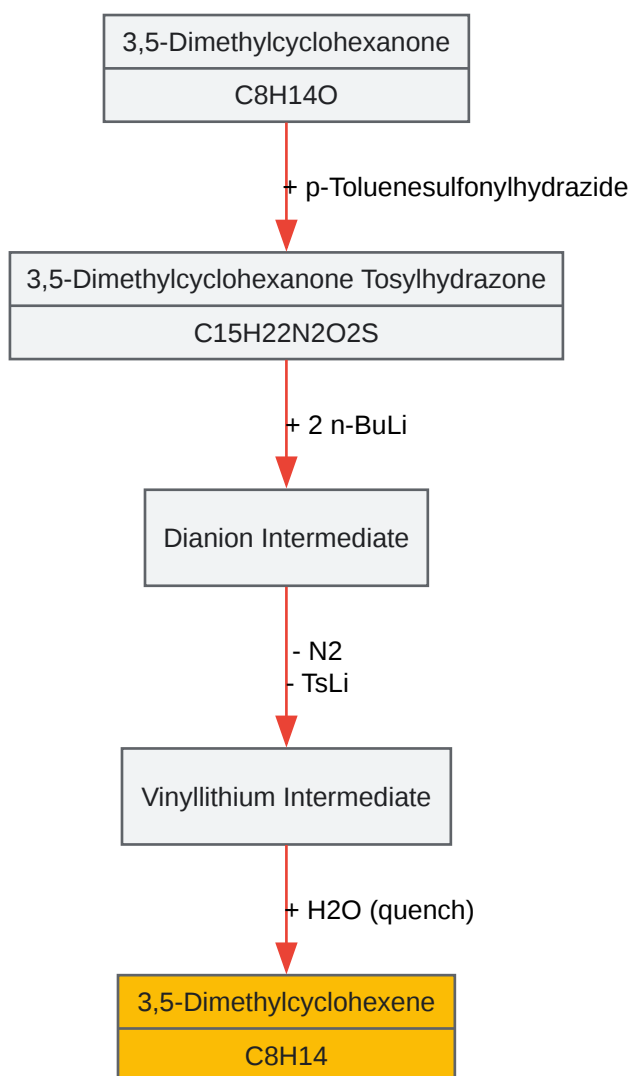 3,5-Dimethylcyclohexanone
C8H14O
+ p-Toluenesulfonylhydrazide
3,5-Dimethylcyclohexanone Tosylhydrazone
C15H22N2O2S
+ 2 n-BuLi
Dianion Intermediate
- N2
- TsLi
Vinyllithium Intermediate
+ H2O (quench)
3,5-Dimethylcyclohexene
C8H14